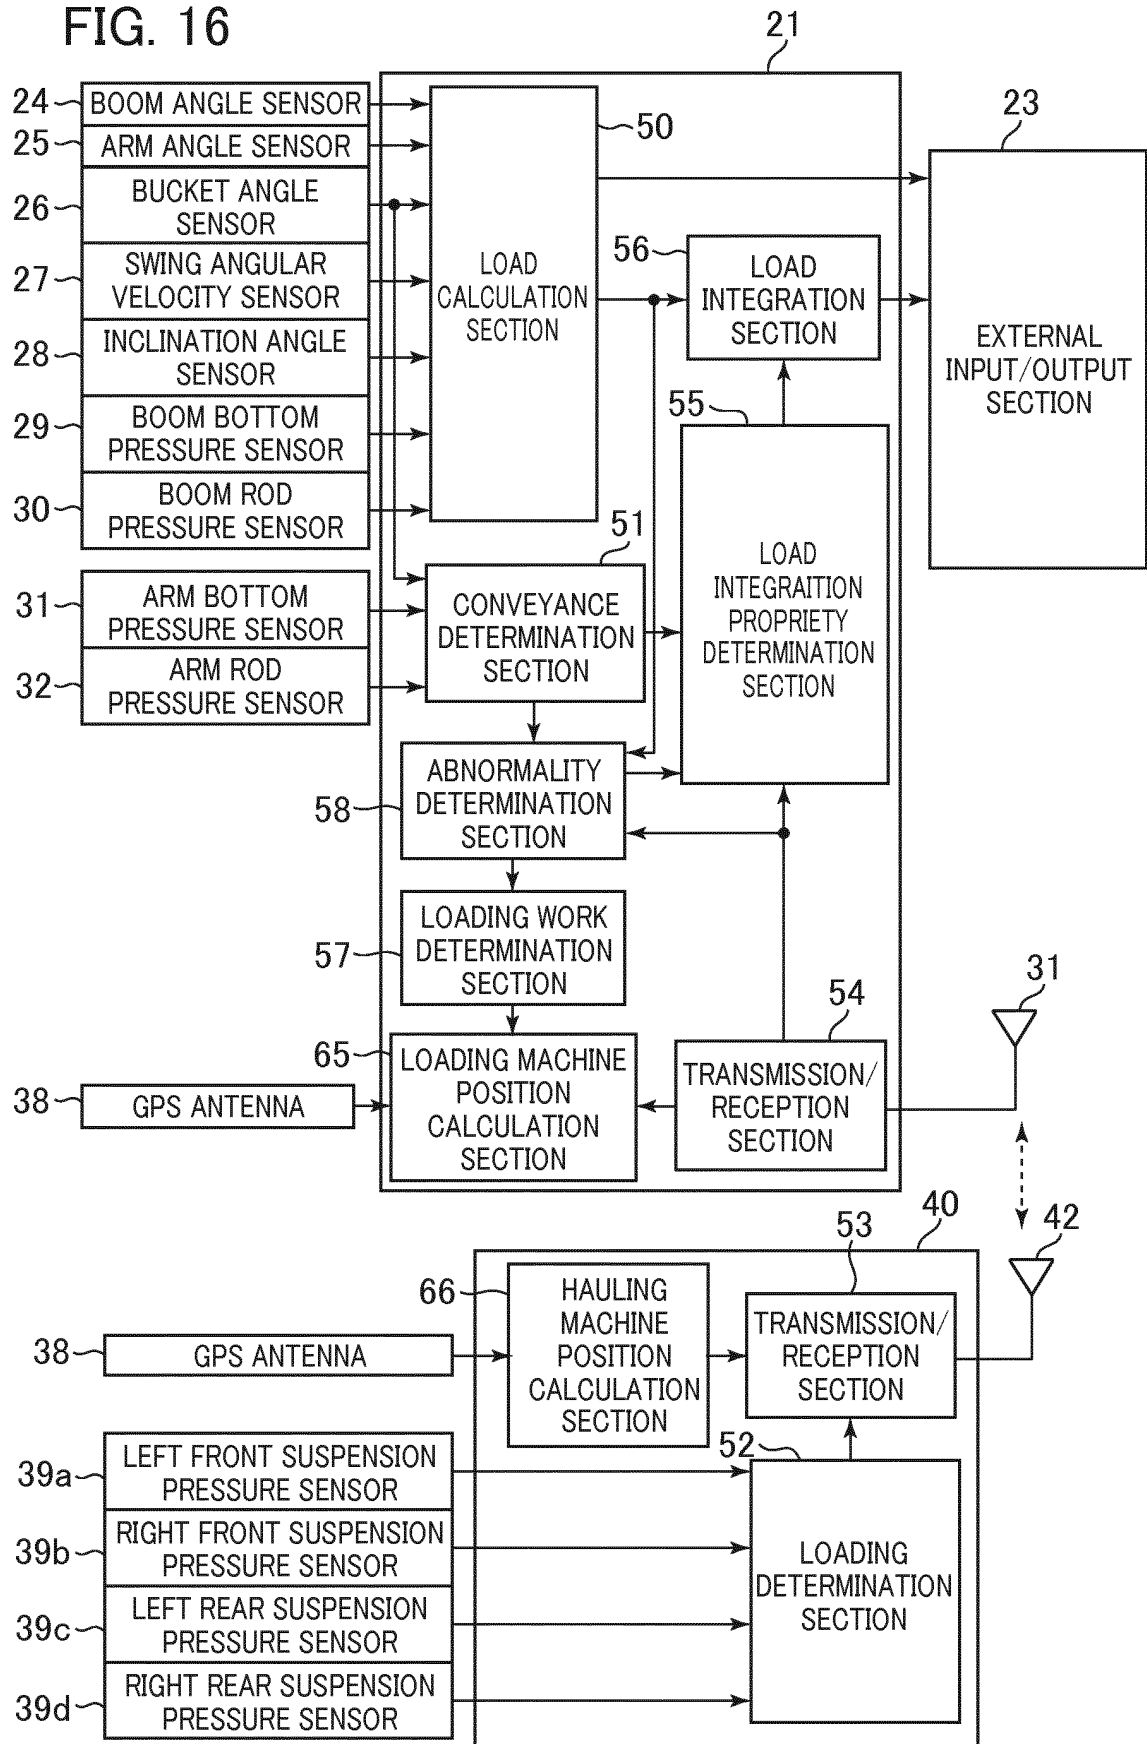 FIG. 16
21
24
BOOM ANGLE SENSOR
25
ARM ANGLE SENSOR
26
BUCKET ANGLE
SENSOR
27
SWING ANGULAR
VELOCITY SENSOR
28
INCLINATION ANGLE
SENSOR
29
BOOM BOTTOM
PRESSURE SENSOR
30
BOOM ROD
PRESSURE SENSOR
31
ARM BOTTOM
PRESSURE SENSOR
32
ARM ROD
PRESSURE SENSOR
50
LOAD
CALCULATION
SECTION
23
EXTERNAL
INPUT/OUTPUT
SECTION
56
LOAD
INTEGRATION
SECTION
55
LOAD
INTEGRAITION
PROPRIETY
DETERMINATION
SECTION
51
CONVEYANCE
DETERMINATION
SECTION
58
ABNORMALITY
DETERMINATION
SECTION
57
LOADING WORK
DETERMINATION
SECTION
65
LOADING MACHINE
POSITION
CALCULATION
SECTION
54
TRANSMISSION/
RECEPTION
SECTION
31
38
GPS ANTENNA
40
42
66
HAULING
MACHINE
POSITION
CALCULATION
SECTION
53
TRANSMISSION/
RECEPTION
SECTION
38
GPS ANTENNA
52
LOADING
DETERMINATION
SECTION
39a
LEFT FRONT SUSPENSION
PRESSURE SENSOR
39b
RIGHT FRONT SUSPENSION
PRESSURE SENSOR
39c
LEFT REAR SUSPENSION
PRESSURE SENSOR
39d
RIGHT REAR SUSPENSION
PRESSURE SENSOR